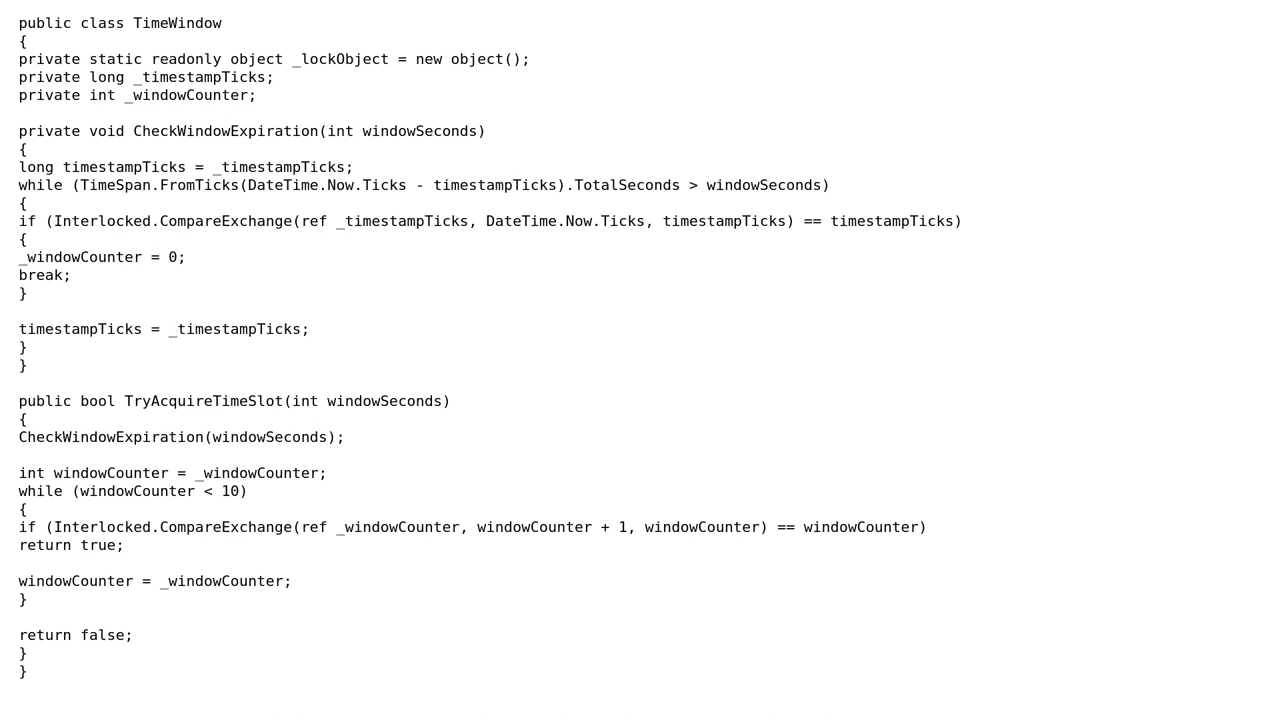 public class TimeWindow
{
private static readonly object _lockObject = new object();
private long _timestampTicks;
private int _windowCounter;

private void CheckWindowExpiration(int windowSeconds)
{
long timestampTicks = _timestampTicks;
while (TimeSpan.FromTicks(DateTime.Now.Ticks - timestampTicks).TotalSeconds > windowSeconds)
{
if (Interlocked.CompareExchange(ref _timestampTicks, DateTime.Now.Ticks, timestampTicks) == timestampTicks)
{
_windowCounter = 0;
break;
}

timestampTicks = _timestampTicks;
}
}

public bool TryAcquireTimeSlot(int windowSeconds)
{
CheckWindowExpiration(windowSeconds);

int windowCounter = _windowCounter;
while (windowCounter < 10)
{
if (Interlocked.CompareExchange(ref _windowCounter, windowCounter + 1, windowCounter) == windowCounter)
return true;

windowCounter = _windowCounter;
}

return false;
}
}